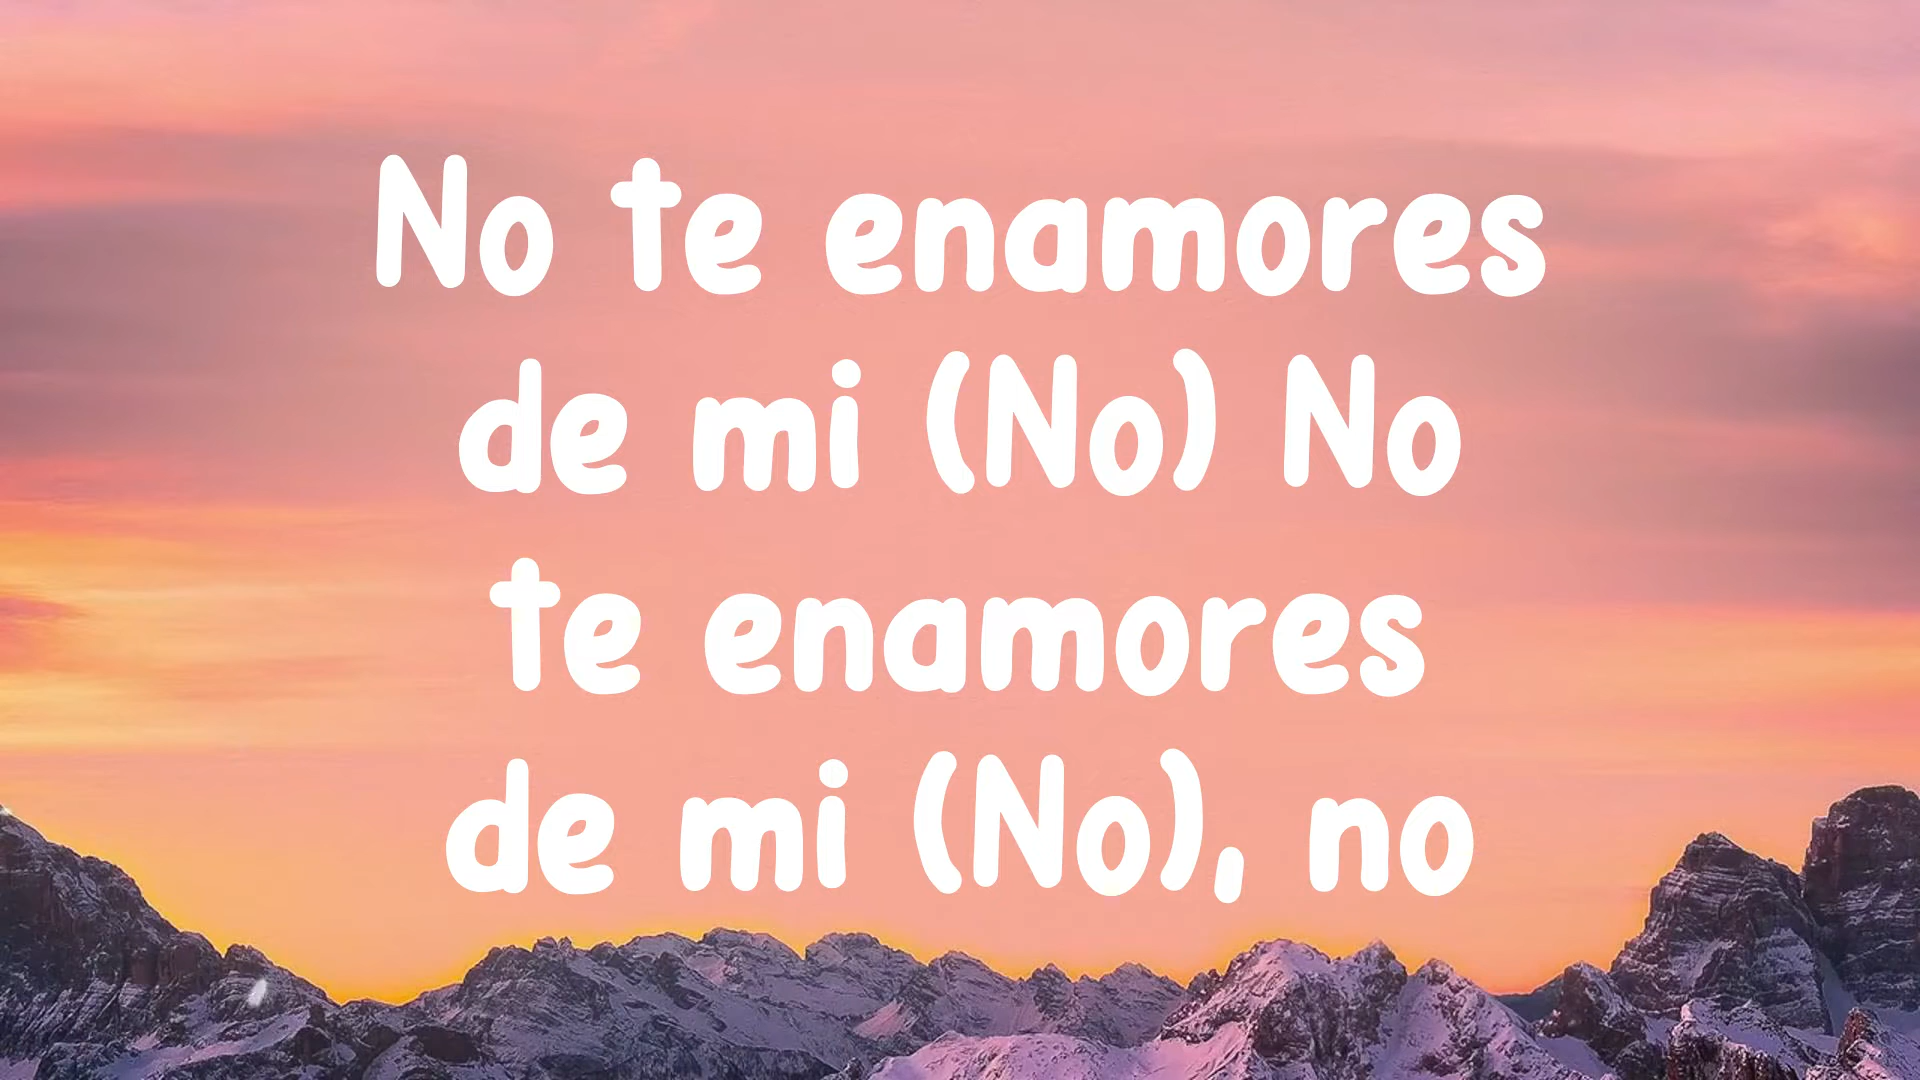 No te enamores
de mi (No) No
te enamores
de mi (No), no